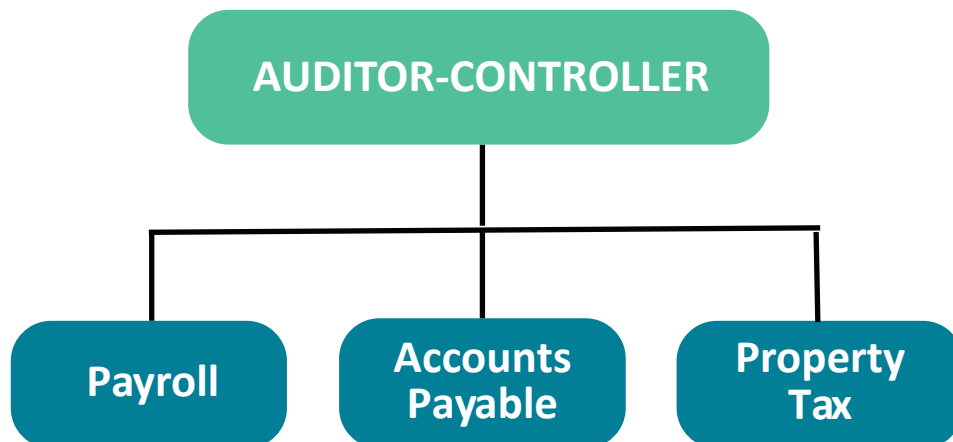 AUDITOR-CONTROLLER
Payroll
Accounts
Payable
Property
Tax